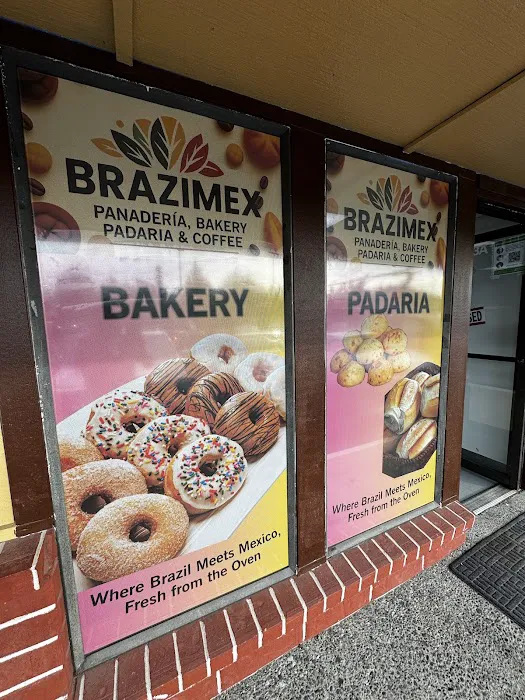 BRAZIMEX
PANADERÍA, BAKERY
PADARIA & COFFEE
BAKERY
Where Brazil Meets Mexico,
Fresh from the Oven
BRAZIMEX
PANADERÍA, BAKERY
PADARIA & COFFEE
PADARIA
Where Brazil Meets Mexico,
Fresh from the Oven